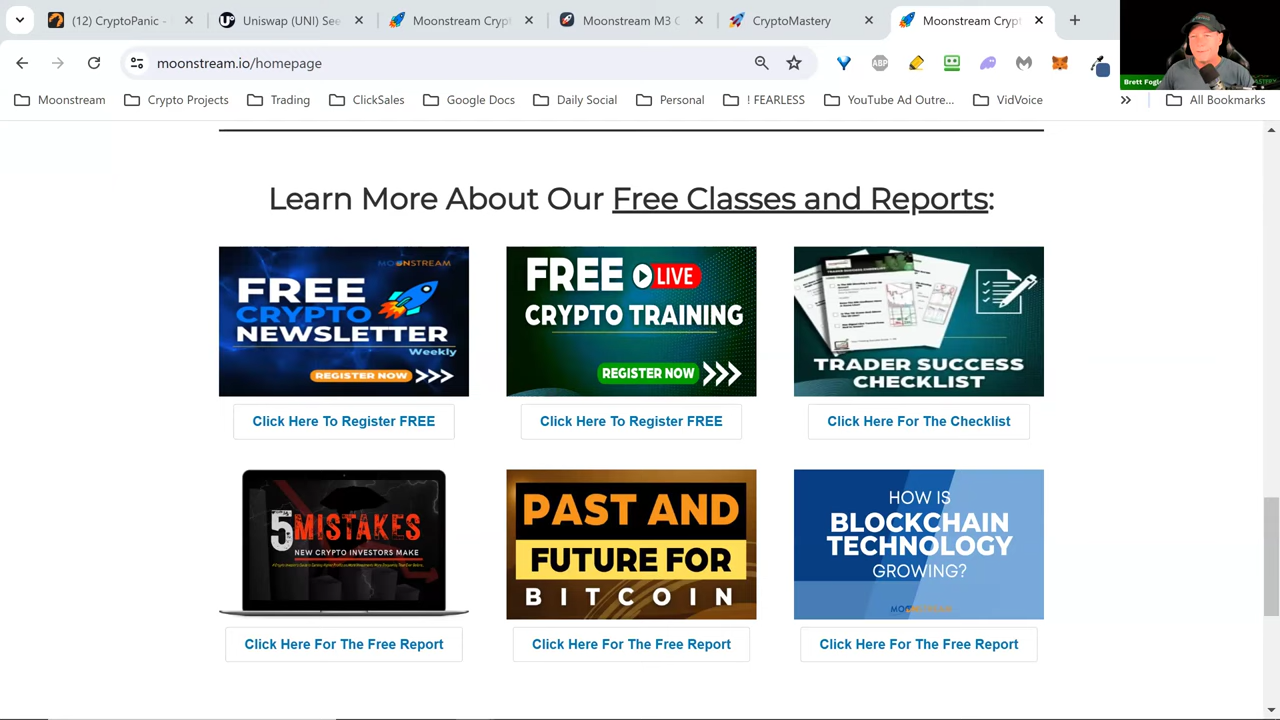 (12) CryptoPanic -
Uniswap (UNI) See
Moonstream Crypt
Moonstream M3 C
CryptoMastery
Moonstream Crypt
moonstream.io/homepage
ABP
Brett Fogle
Moonstream
Crypto Projects
Trading
ClickSales
Google Docs
Daily Social
Personal
! FEARLESS
YouTube Ad Outre...
VidVoice
All Bookmarks
Learn More About Our Free Classes and Reports:
MOONSTREAM
FREE
CRYPTO
NEWSLETTER
Weekly
REGISTER NOW
FREE LIVE
CRYPTO TRAINING
REGISTER NOW
TRADER SUCCESS
CHECKLIST
Click Here To Register FREE
Click Here To Register FREE
Click Here For The Checklist
5 MISTAKES
NEW CRYPTO INVESTORS MAKE
PAST AND
FUTURE FOR
BITCOIN
HOW IS
BLOCKCHAIN
TECHNOLOGY
GROWING?
MOONSTREAM
Click Here For The Free Report
Click Here For The Free Report
Click Here For The Free Report